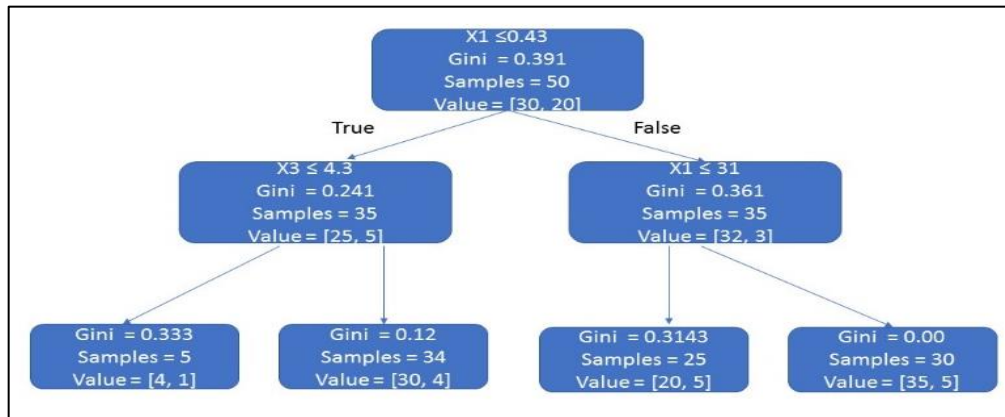 X1 ≤0.43
Gini = 0.391
Samples = 50
Value = [30, 20]
True
False
X3 ≤ 4.3
Gini = 0.241
Samples = 35
Value = [25, 5]
X1 ≤ 31
Gini = 0.361
Samples = 35
Value = [32, 3]
Gini = 0.333
Samples = 5
Value = [4, 1]
Gini = 0.12
Samples = 34
Value = [30, 4]
Gini = 0.3143
Samples = 25
Value = [20, 5]
Gini = 0.00
Samples = 30
Value = [35, 5]